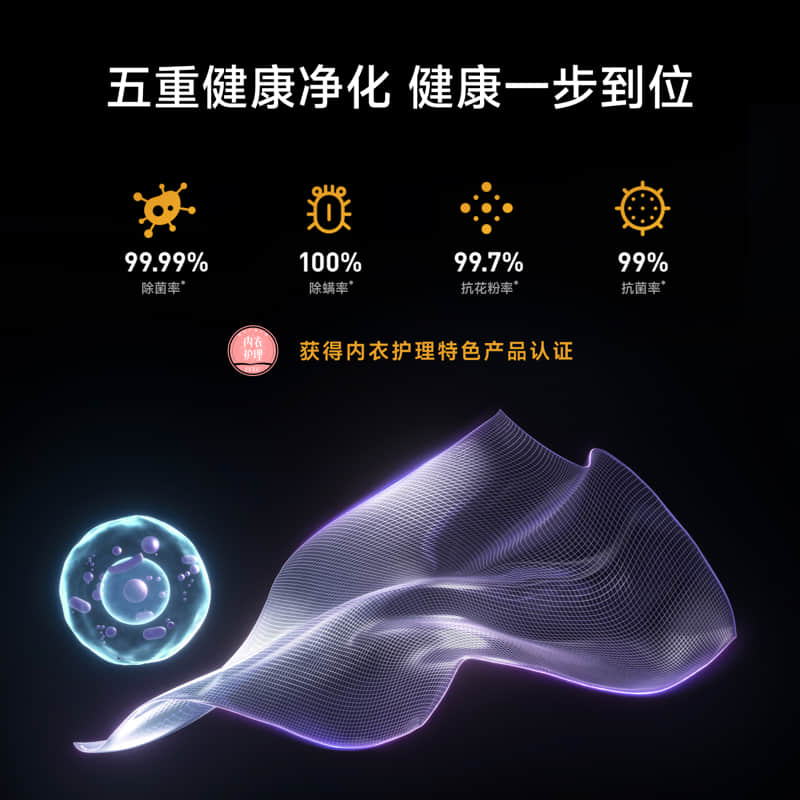 五重健康净化 健康一步到位
99.99%
除菌率*
100%
除螨率*
99.7%
抗花粉率*
99%
抗菌率*
内衣
护理
获得内衣护理特色产品认证